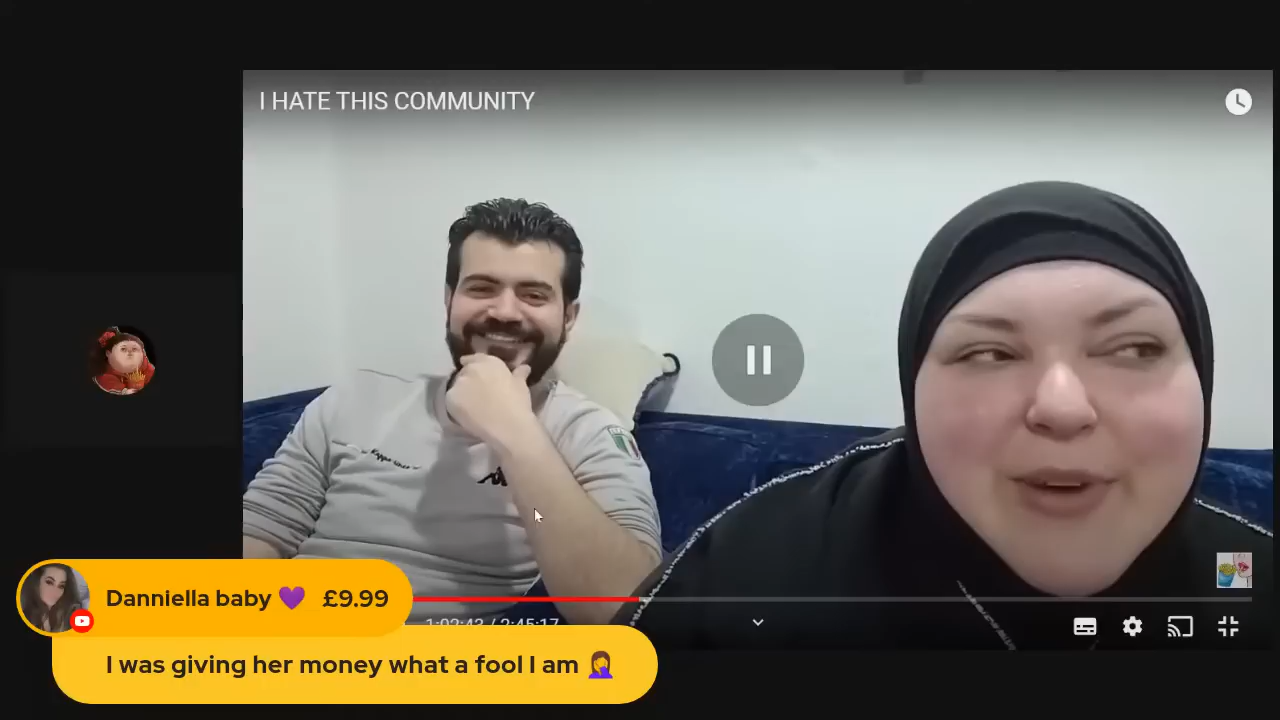 I HATE THIS COMMUNITY
1:02:43 / 2:45:17
Danniella baby 💜 £9.99
I was giving her money what a fool I am 🤦‍♀️